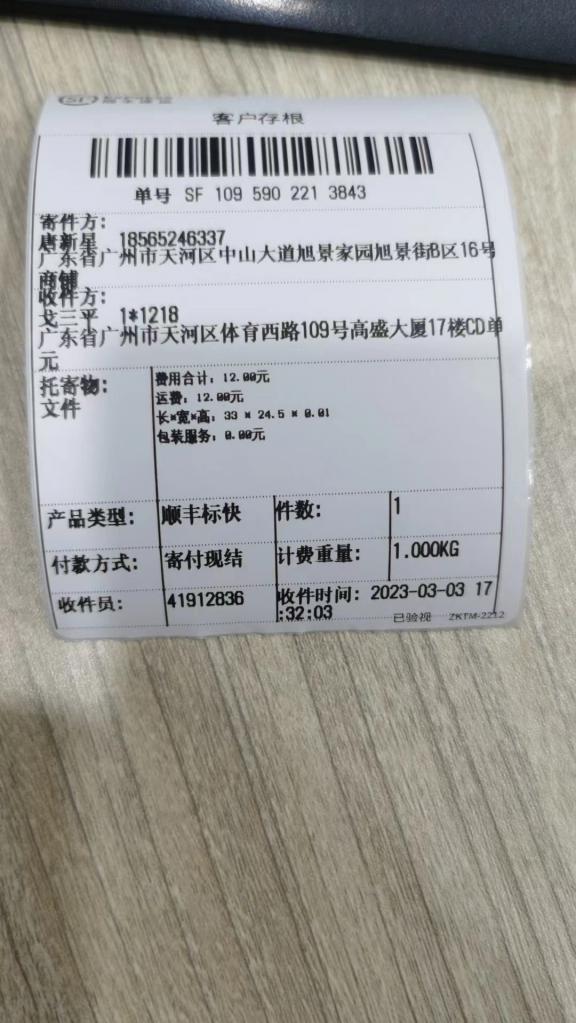 SF
客户存根
单号 SF 109 590 221 3843
寄件方:
唐新星 18565246337
广东省广州市天河区中山大道旭景家园旭景街B区16号
商铺
收件方:
戈三平 1*1218
广东省广州市天河区体育西路109号高盛大厦17楼CD单
元
托寄物:
文件
费用合计: 12.00元
运费: 12.00元
长*宽*高: 33 * 24.5 * 0.01
包装服务: 0.00元
产品类型: 顺丰标快 件数: 1
付款方式: 寄付现结 计费重量: 1.000KG
收件员: 41912836 收件时间: 2023-03-03 17
:32:03
已验视 ZKTM-2212